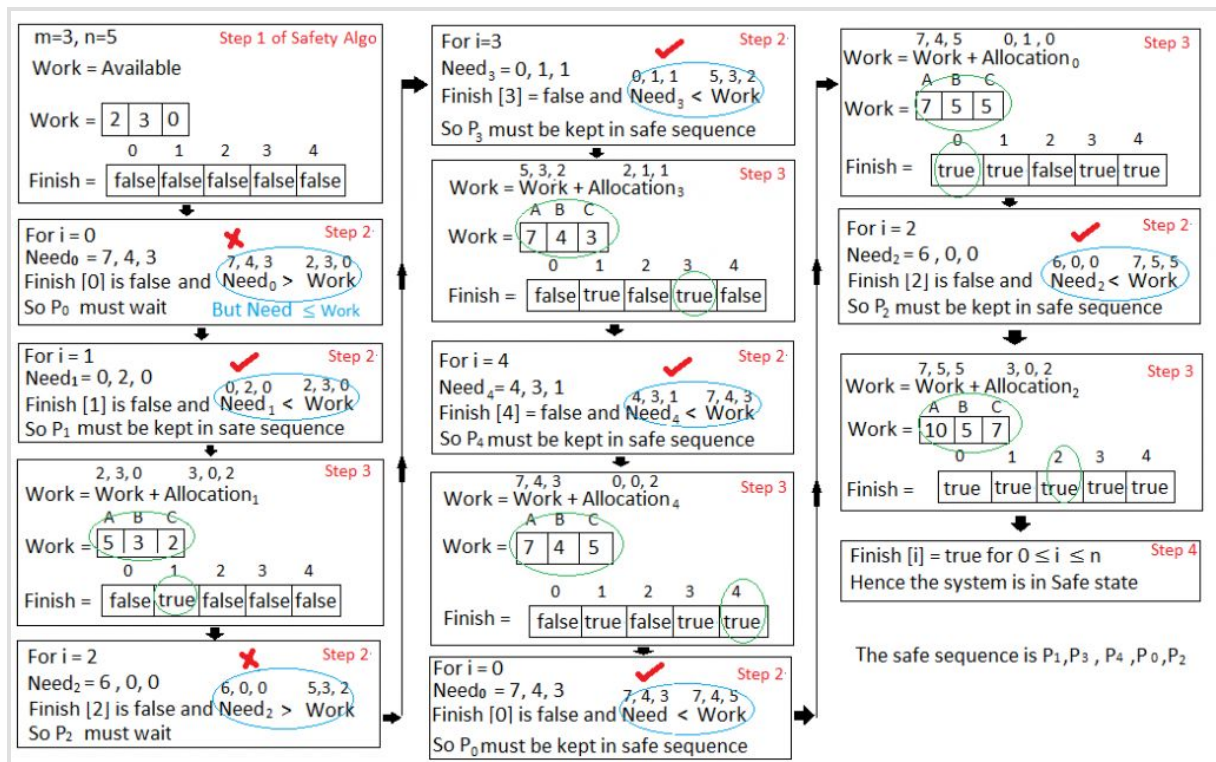 m=3, n=5 Step 1 of Safety Algo
Work = Available
Work = 2 3 0
0 1 2 3 4
Finish = false false false false false
For i = 0 Step 2
Need₀ = 7, 4, 3
7, 4, 3 2, 3, 0
Finish [0] is false and Need₀ > Work
So P₀ must wait But Need ≤ Work
For i = 1 Step 2
Need₁ = 0, 2, 0
0, 2, 0 2, 3, 0
Finish [1] is false and Need₁ < Work
So P₁ must be kept in safe sequence
2, 3, 0 3, 0, 2 Step 3
Work = Work + Allocation₁
A B C
Work = 5 3 2
0 1 2 3 4
Finish = false true false false false
For i = 2 Step 2
Need₂ = 6 , 0, 0
6, 0, 0 5,3, 2
Finish [2] is false and Need₂ > Work
So P₂ must wait
For i=3 Step 2
Need₃ = 0, 1, 1
0, 1, 1 5, 3, 2
Finish [3] = false and Need₃ < Work
So P₃ must be kept in safe sequence
5, 3, 2 2, 1, 1 Step 3
Work = Work + Allocation₃
A B C
Work = 7 4 3
0 1 2 3 4
Finish = false true false true false
For i = 4 Step 2
Need₄ = 4, 3, 1
4, 3, 1 7, 4, 3
Finish [4] = false and Need₄ < Work
So P₄ must be kept in safe sequence
7, 4, 3 0, 0, 2 Step 3
Work = Work + Allocation₄
A B C
Work = 7 4 5
0 1 2 3 4
Finish = false true false true true
For i=0 Step 2
Need₀ = 7, 4, 3
7, 4, 3 7, 4, 5
Finish [0] is false and Need < Work
So P₀ must be kept in safe sequence
7, 4, 5 0, 1 , 0 Step 3
Work = Work + Allocation₀
A B C
Work = 7 5 5
0 1 2 3 4
Finish = true true false true true
For i = 2 Step 2
Need₂ = 6, 0, 0
6, 0, 0 7, 5, 5
Finish [2] is false and Need₂ < Work
So P₂ must be kept in safe sequence
7, 5, 5 3, 0, 2 Step 3
Work = Work + Allocation₂
A B C
Work = 10 5 7
0 1 2 3 4
Finish = true true true true true
Finish [i] = true for 0 ≤ i ≤ n Step 4
Hence the system is in Safe state
The safe sequence is P₁,P₃ , P₄ ,P₀,P₂